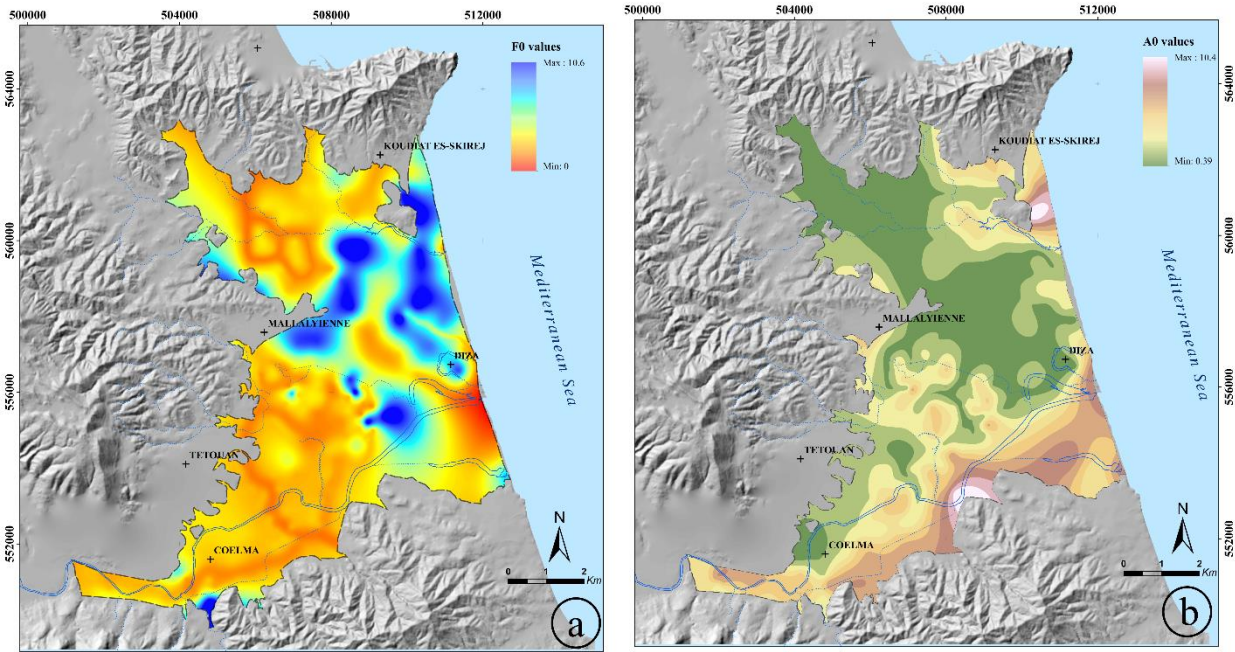 500000 504000 508000 512000
F0 values
Max : 10.6
Min: 0
564000
560000
556000
552000
KOUDIAT ES-SKIREJ
MALLALYIENNE
DIZA
TETOUAN
COELMA
Mediterranean Sea
N
0 1 2
Km
a
500000 504000 508000 512000
A0 values
Max : 10.4
Min: 0.39
564000
560000
556000
552000
KOUDIAT ES-SKIREJ
MALLALYIENNE
DIZA
TETOUAN
COELMA
Mediterranean Sea
N
0 1 2
Km
b